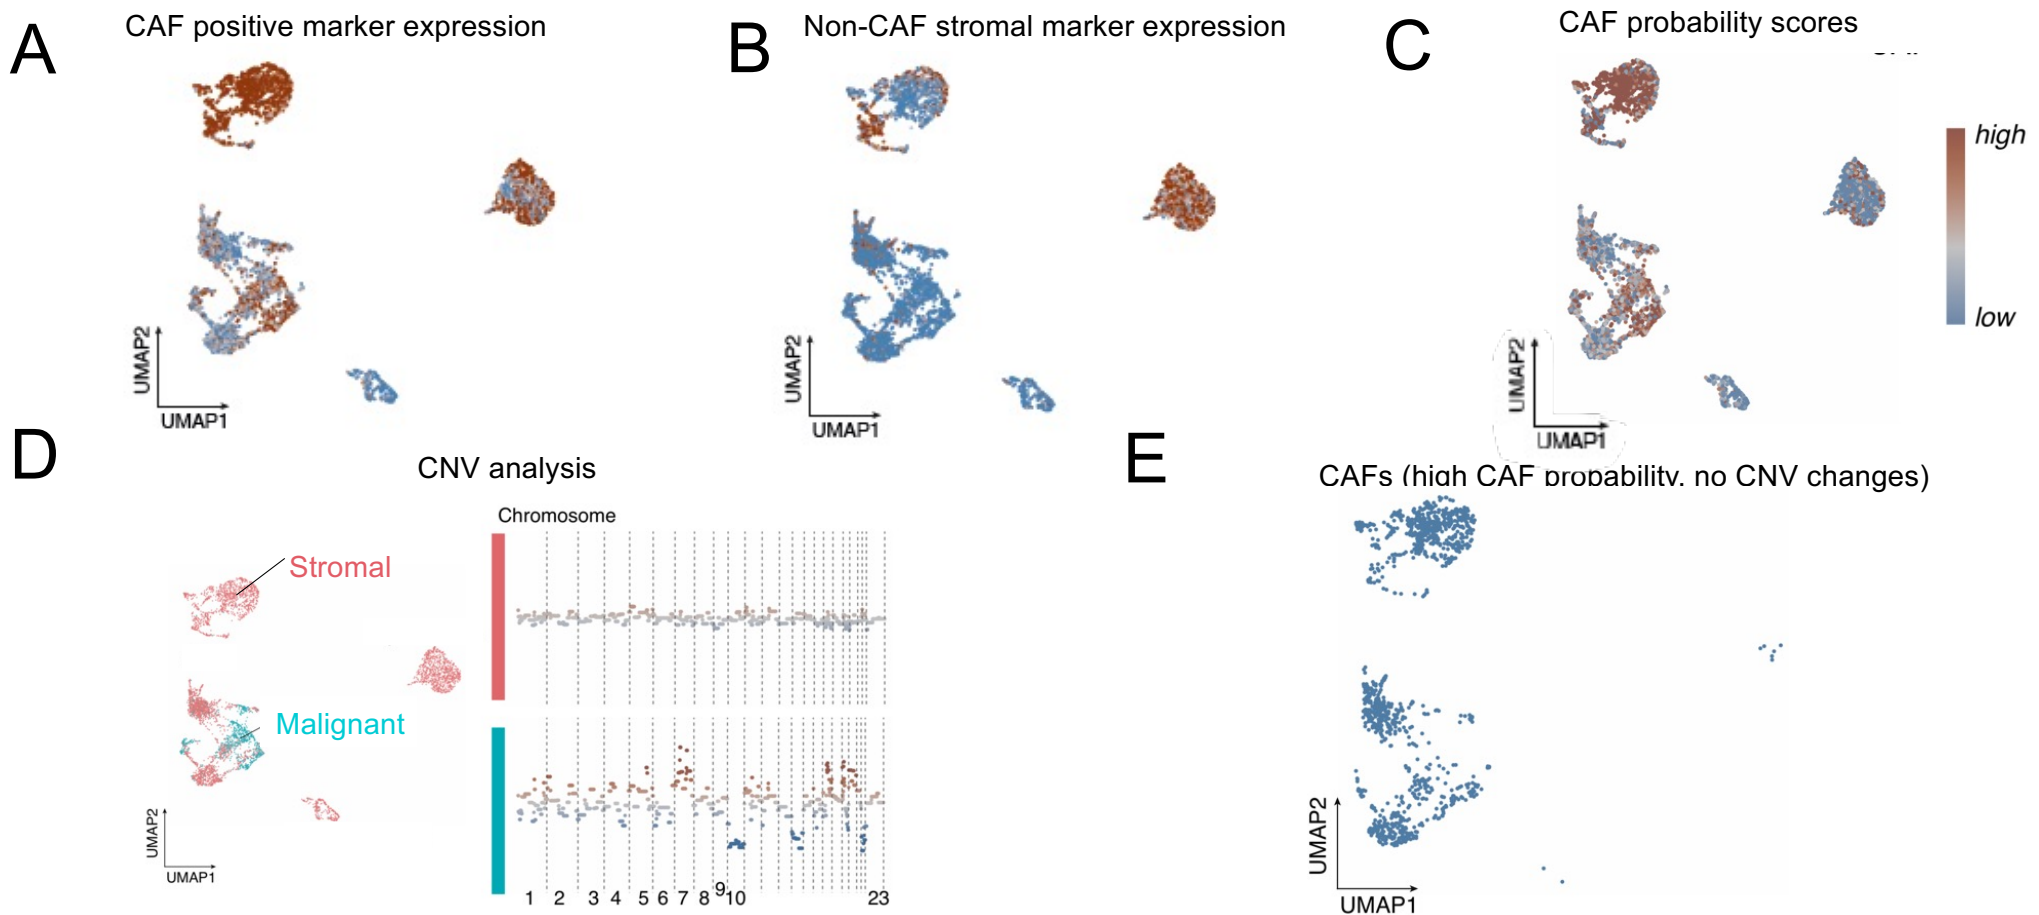 A
CAF positive marker expression
UMAP2
UMAP1
B
Non-CAF stromal marker expression
UMAP2
UMAP1
C
CAF probability scores
high
low
UMAP2
UMAP1
D
CNV analysis
Stromal
Malignant
UMAP2
UMAP1
Chromosome
1 2 3 4 5 6 7 8 9 10 23
E
CAFs (high CAF probability, no CNV changes)
UMAP2
UMAP1